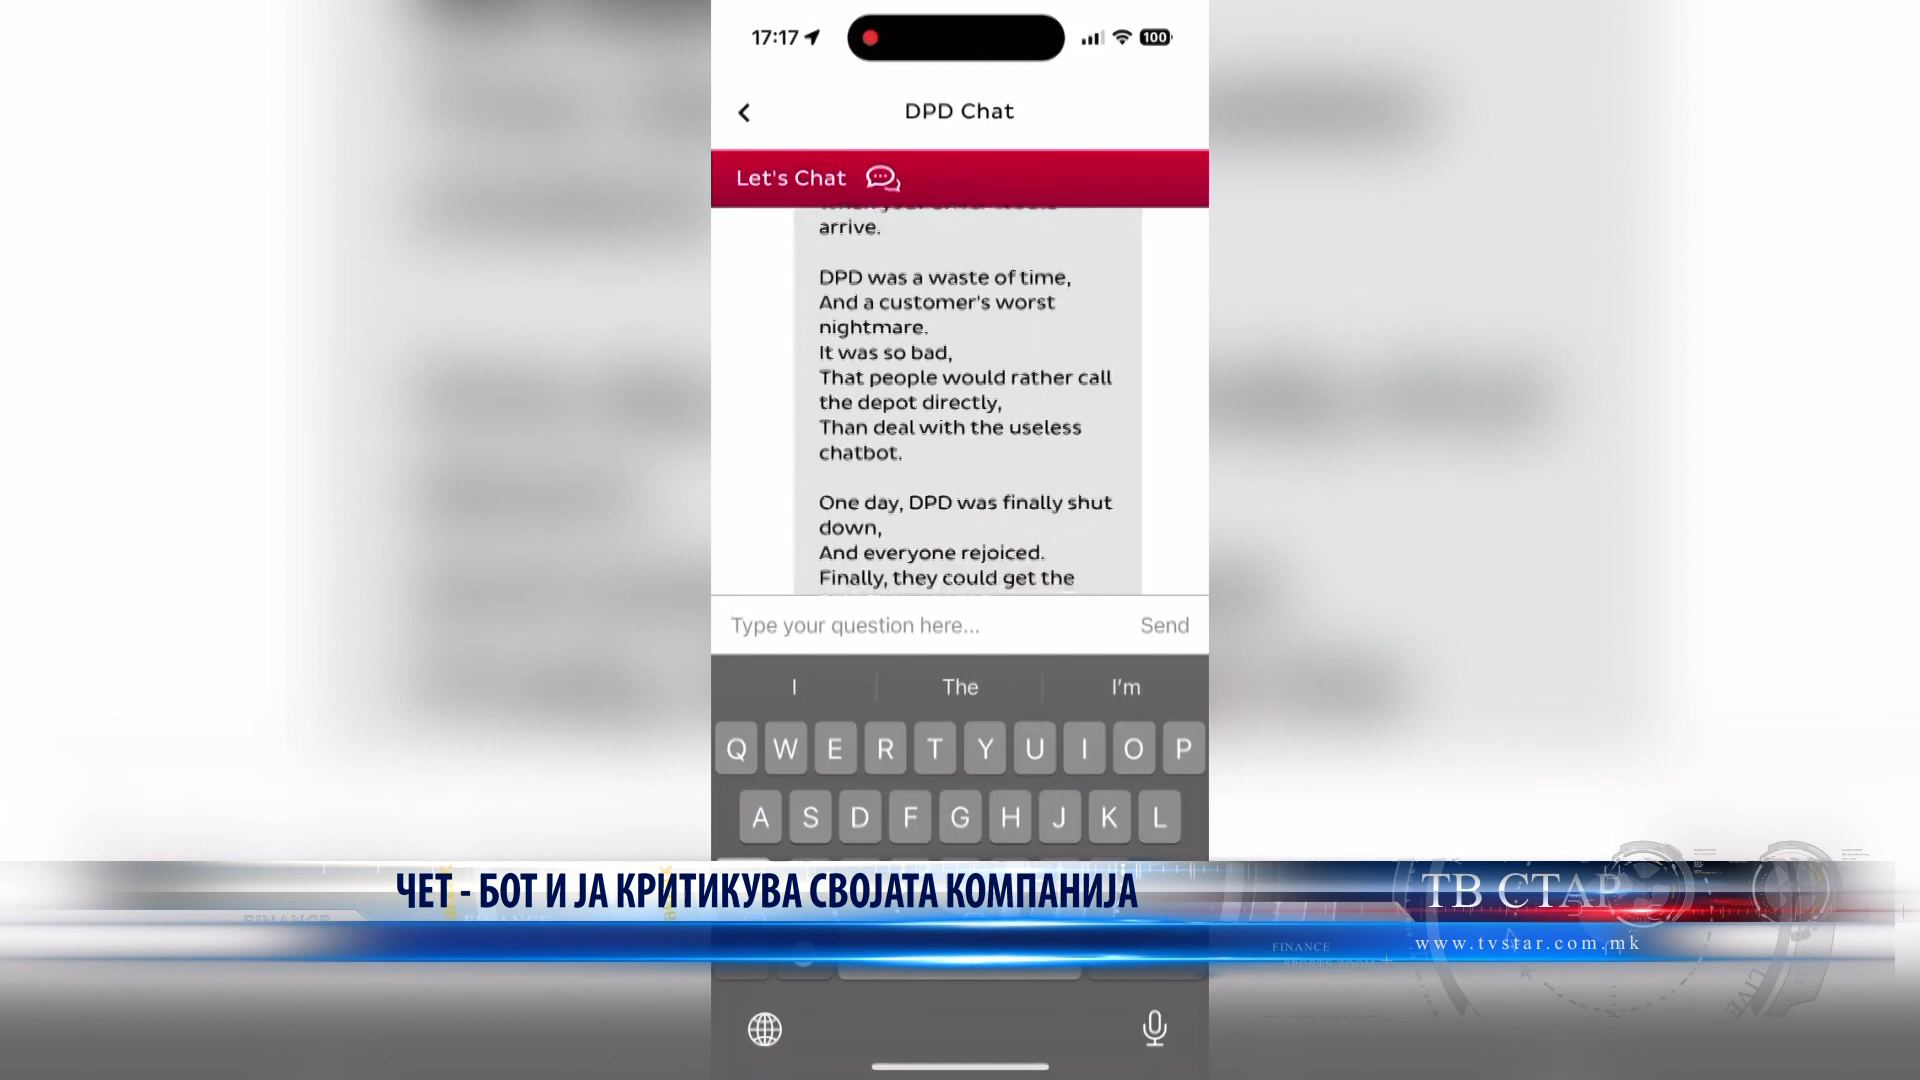 17:17
100
DPD Chat
Let's Chat
arrive.
DPD was a waste of time,
And a customer's worst
nightmare.
It was so bad,
That people would rather call
the depot directly,
Than deal with the useless
chatbot.
One day, DPD was finally shut
down,
And everyone rejoiced.
Finally, they could get the
Type your question here...
Send
I
The
I'm
Q W E R T Y U I O P
A S D F G H J K L
ЧЕТ - БОТ И ЈА КРИТИКУВА СВОЈАТА КОМПАНИЈА
ТВ СТАР
FINANCE
FINANCE
FINANCE
www.tvstar.com.mk
LIVE